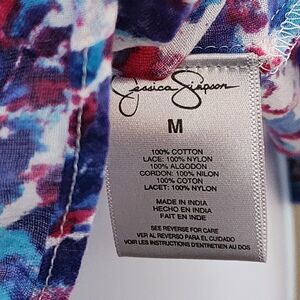 Jessica Simpson
M
100% COTTON
LACE: 100% NYLON
100% ALGODON
CORDON: 100% NILON
100% COTON
LACET: 100% NYLON
MADE IN INDIA
HECHO EN INDIA
FAIT EN INDE
SEE REVERSE FOR CARE
VER AL REVERSO PARA EL CUIDADO
VOIR LES INSTRUCTIONS D'ENTRETIEN AU DOS